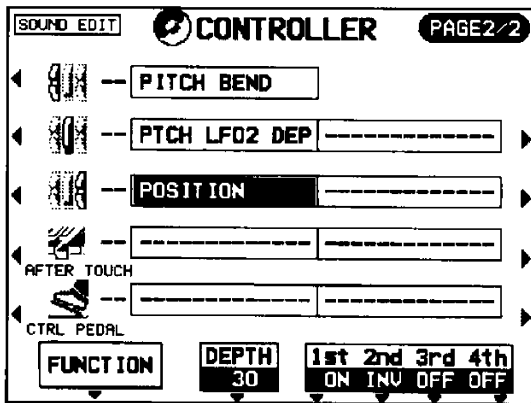 SOUND EDIT CONTROLLER PAGE2/2
PITCH BEND
PTCH LFO2 DEP -------------
POSITION -------------
------------- -------------
AFTER TOUCH
------------- -------------
CTRL PEDAL
FUNCTION DEPTH 1st 2nd 3rd 4th
30 ON INV OFF OFF